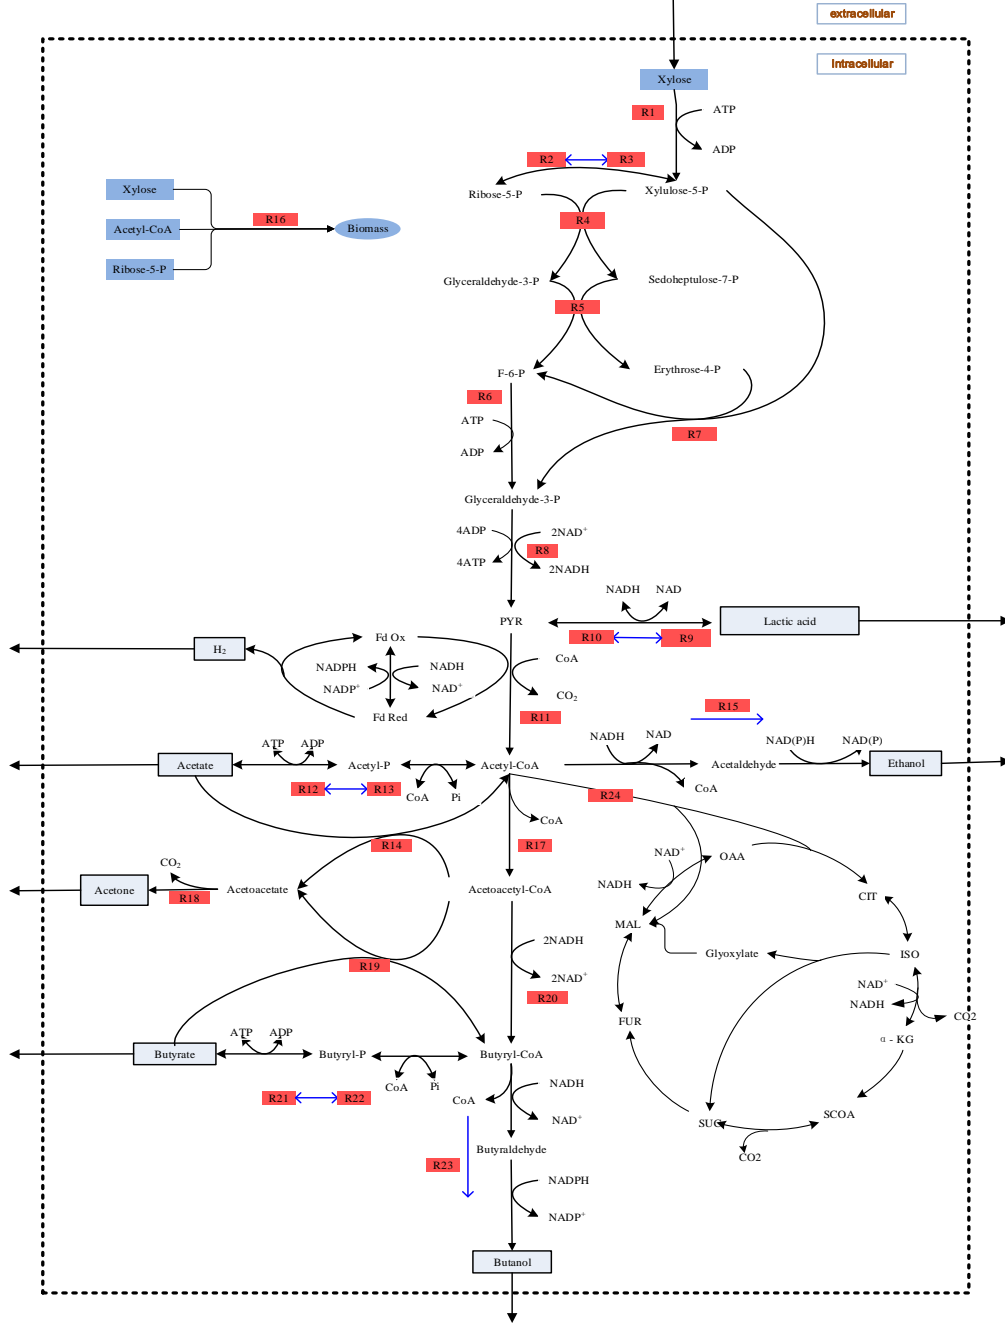 extracellular
intracellular
Xylose
R1
ATP
ADP
R2
R3
Ribose-5-P
Xylulose-5-P
Xylose
Acetyl-CoA
Ribose-5-P
R16
Biomass
R4
Glyceraldehyde-3-P
Sedoheptulose-7-P
R5
F-6-P
Erythrose-4-P
R6
ATP
ADP
R7
Glyceraldehyde-3-P
4ADP
2NAD⁺
R8
4ATP
2NADH
NADH
NAD
PYR
Lactic acid
R10
R9
H₂
Fd Ox
NADPH
NADH
NADP⁺
NAD⁺
Fd Red
CoA
CO₂
R11
R15
ATP
ADP
NADH
NAD
NAD(P)H
NAD(P)
Acetate
Acetyl-P
Acetyl-CoA
Acetaldehyde
Ethanol
R12
R13
CoA
Pi
CoA
R24
CoA
R14
R17
NAD⁺
OAA
CO₂
Acetone
R18
Acetoacetate
Acetoacetyl-CoA
NADH
CIT
MAL
2NADH
Glyoxylate
ISO
R19
2NAD⁺
R20
NAD⁺
NADH
CO2
FUR
α - KG
ATP
ADP
Butyrate
Butyryl-P
Butyryl-CoA
CoA
Pi
R21
R22
CoA
NADH
NAD⁺
SUC
SCOA
CO2
Butyraldehyde
R23
NADPH
NADP⁺
Butanol